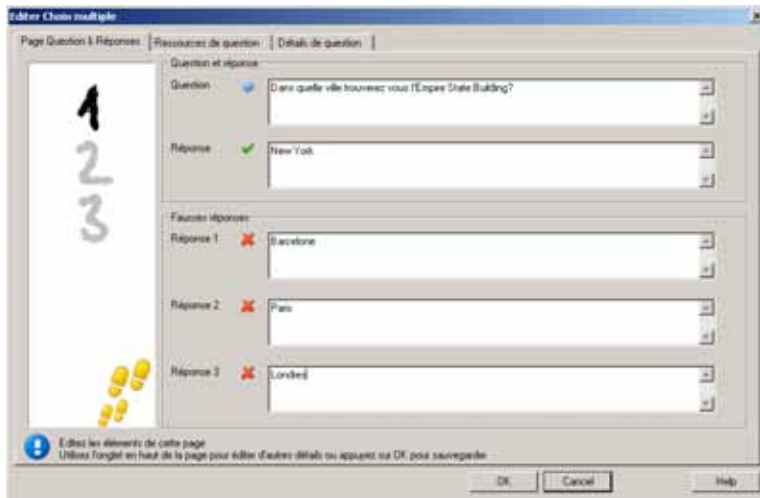 Editer Choix multiple
Page Question & Réponses
Ressources de question
Détails de question
1
2
3
Question et réponse
Question
Dans quelle ville trouverez vous l'Empire State Building?
Réponse
New York
Fausses réponses
Réponse 1
Barcelone
Réponse 2
Paris
Réponse 3
Londres
Editez les éléments de cette page
Utilisez l'onglet en haut de la page pour éditer d'autres détails ou appuyez sur OK pour sauvegarder
OK
Cancel
Help